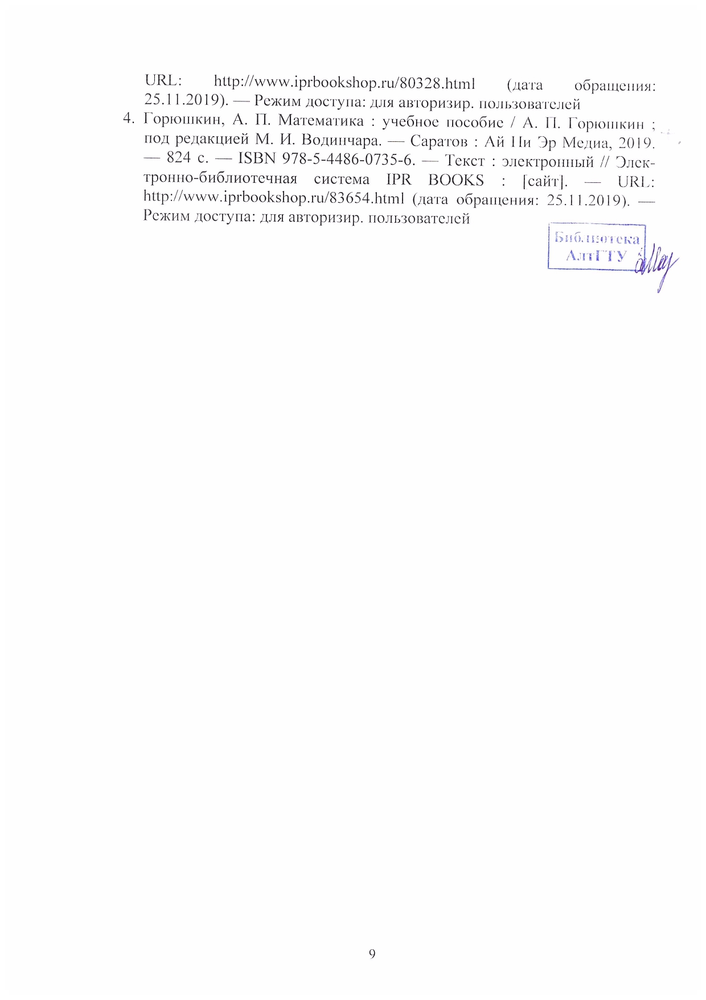 URL: http://www.iprbookshop.ru/80328.html (дата обращения:
25.11.2019). — Режим доступа: для авторизир. пользователей
4. Горюшкин, А. П. Математика : учебное пособие / А. П. Горюшкин ;
под редакцией М. И. Водинчара. — Саратов : Ай Пи Эр Медиа, 2019.
— 824 с. — ISBN 978-5-4486-0735-6. — Текст : электронный // Элек-
тронно-библиотечная система IPR BOOKS : [сайт]. — URL:
http://www.iprbookshop.ru/83654.html (дата обращения: 25.11.2019). —
Режим доступа: для авторизир. пользователей
Библиотека
АлтГТУ
9